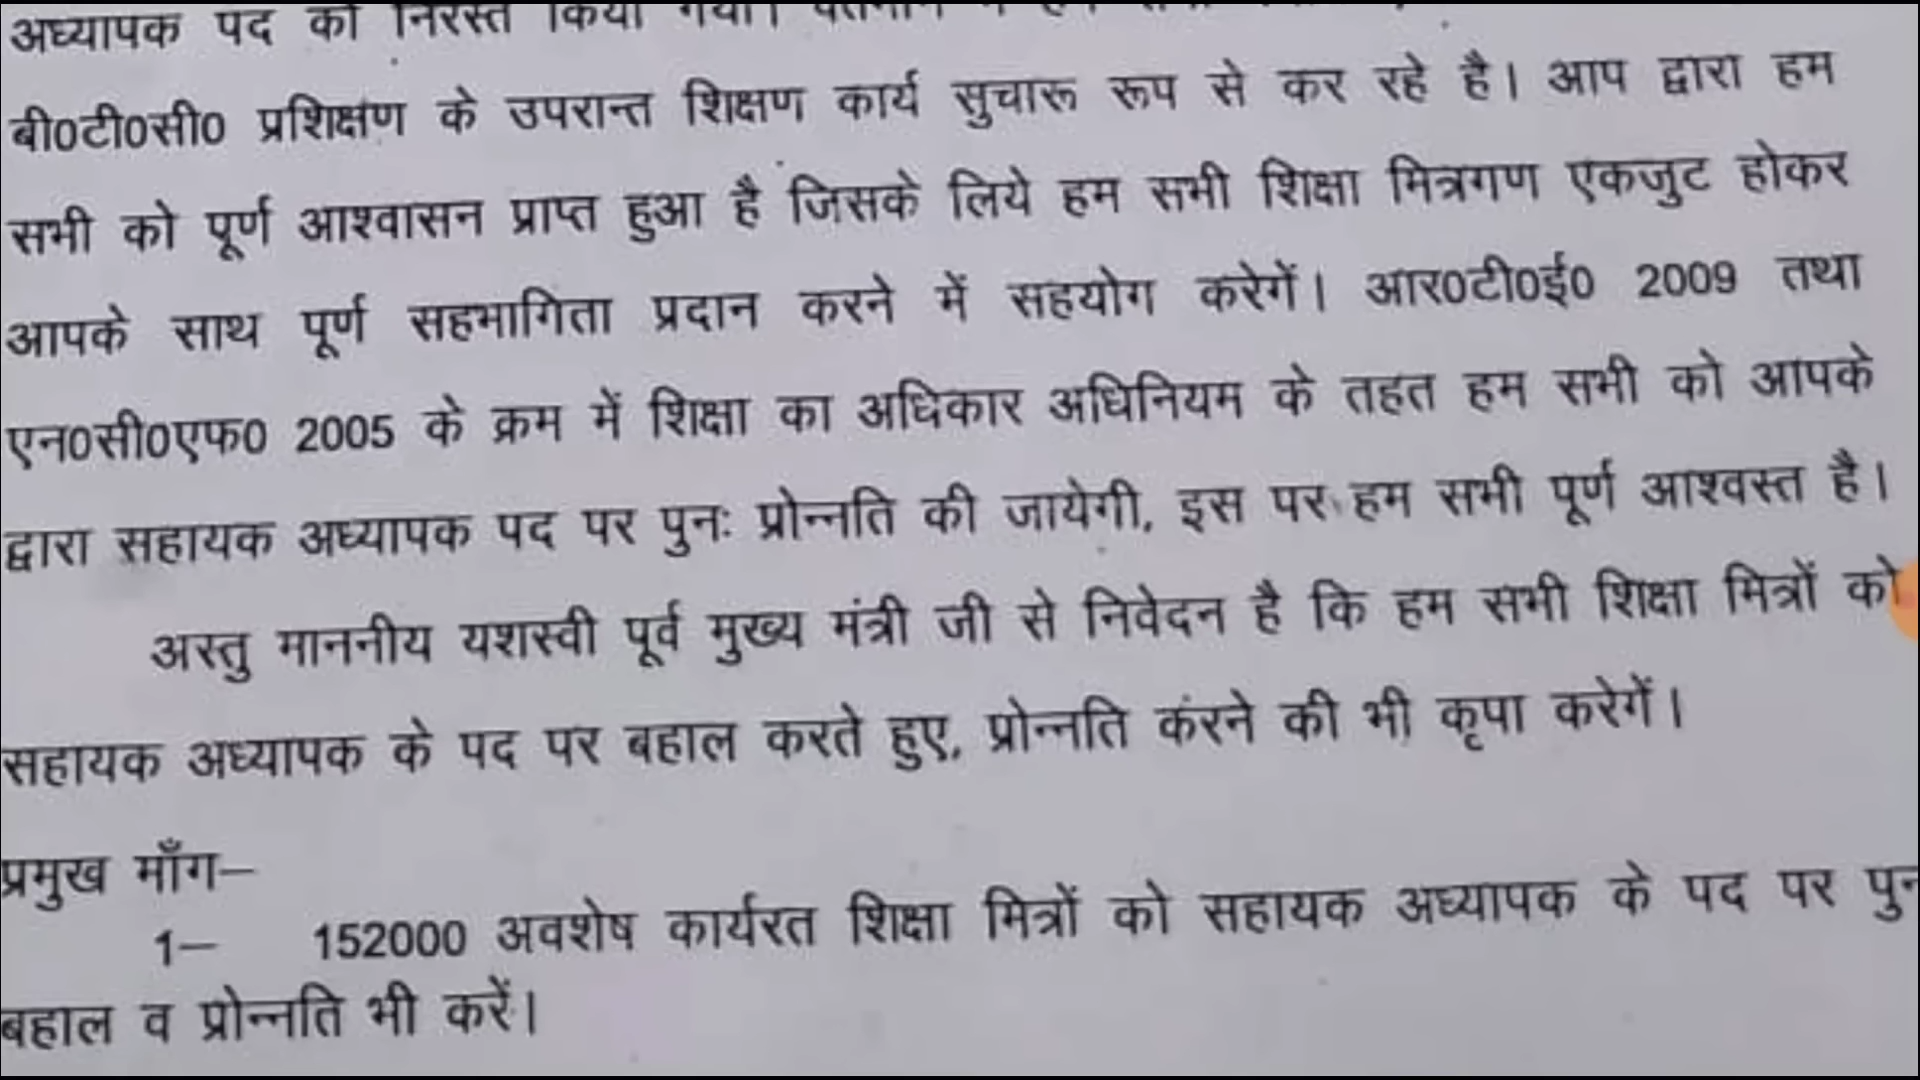 अध्यापक पद को निरस्त किया गया।
बी0टी0सी0 प्रशिक्षण के उपरान्त शिक्षण कार्य सुचारू रूप से कर रहे है। आप द्वारा हम
सभी को पूर्ण आश्वासन प्राप्त हुआ है जिसके लिये हम सभी शिक्षा मित्रगण एकजुट होकर
आपके साथ पूर्ण सहभागिता प्रदान करने में सहयोग करेगें। आर0टी0ई0 2009 तथा
एन0सी0एफ0 2005 के क्रम में शिक्षा का अधिकार अधिनियम के तहत हम सभी को आपके
द्वारा सहायक अध्यापक पद पर पुनः प्रोन्नति की जायेगी, इस पर हम सभी पूर्ण आश्वस्त है।
अस्तु माननीय यशस्वी पूर्व मुख्य मंत्री जी से निवेदन है कि हम सभी शिक्षा मित्रों को
सहायक अध्यापक के पद पर बहाल करते हुए, प्रोन्नति करने की भी कृपा करेगें।
प्रमुख माँग–
1– 152000 अवशेष कार्यरत शिक्षा मित्रों को सहायक अध्यापक के पद पर
बहाल व प्रोन्नति भी करें।